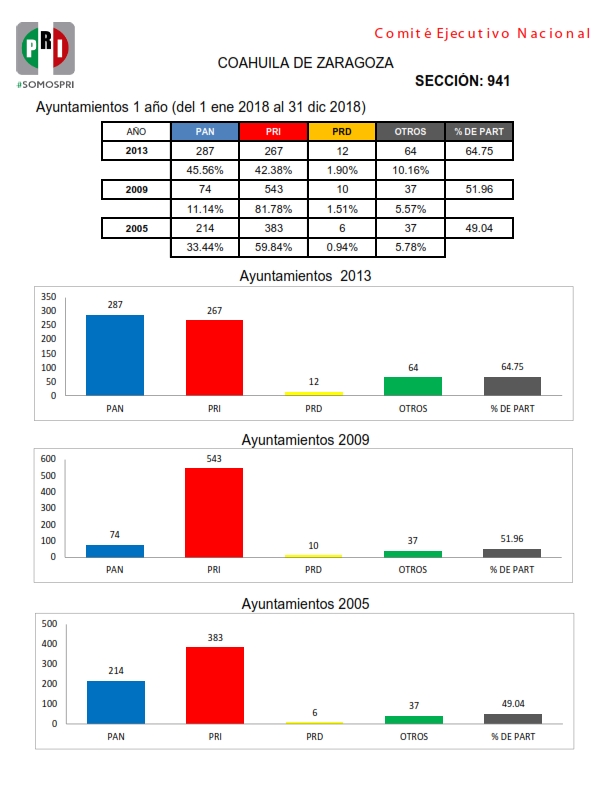 PRI
#SOMOSPRI
Comité Ejecutivo Nacional
COAHUILA DE ZARAGOZA
SECCIÓN: 941
Ayuntamientos 1 año (del 1 ene 2018 al 31 dic 2018)
AÑO PAN PRI PRD OTROS % DE PART
2013 287 267 12 64 64.75
45.56% 42.38% 1.90% 10.16%
2009 74 543 10 37 51.96
11.14% 81.78% 1.51% 5.57%
2005 214 383 6 37 49.04
33.44% 59.84% 0.94% 5.78%
Ayuntamientos 2013
350
300
250
200
150
100
50
0
287 267 12 64 64.75
PAN PRI PRD OTROS % DE PART
Ayuntamientos 2009
600
500
400
300
200
100
0
74 543 10 37 51.96
PAN PRI PRD OTROS % DE PART
Ayuntamientos 2005
500
400
300
200
100
0
214 383 6 37 49.04
PAN PRI PRD OTROS % DE PART